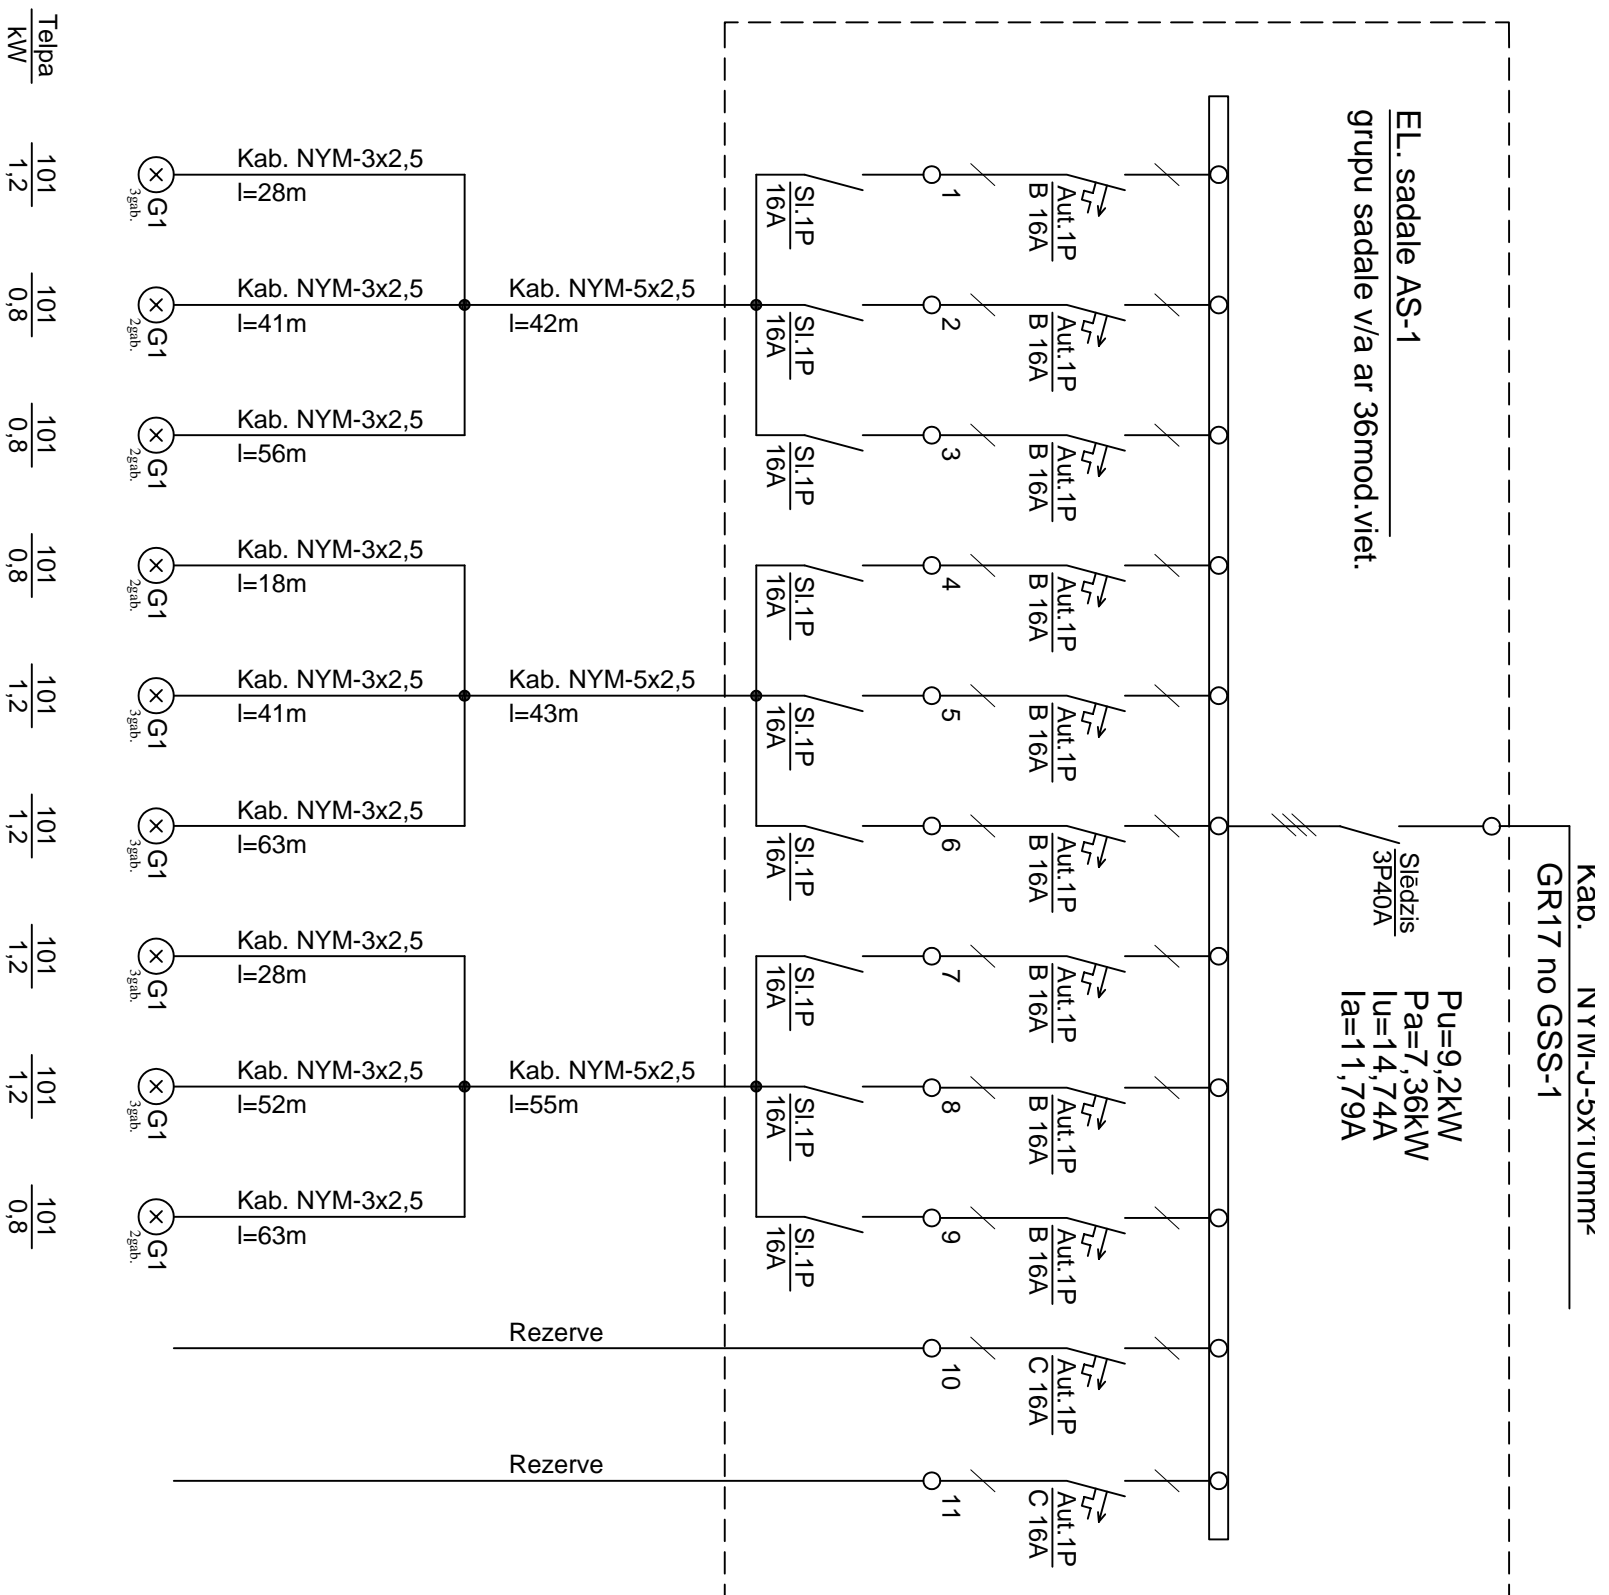 Kab. NYM-J-5x10mm²
GR17 no GSS-1
EL. sadale AS-1
grupu sadale v/a ar 36mod.viet.
Slēdzis
3P40A
Pu=9,2kW
Pa=7,36kW
Iu=14,74A
Ia=11,79A
Aut.1P
B 16A
1
Sl.1P
16A
Aut.1P
B 16A
2
Sl.1P
16A
Aut.1P
B 16A
3
Sl.1P
16A
Aut.1P
B 16A
4
Sl.1P
16A
Aut.1P
B 16A
5
Sl.1P
16A
Aut.1P
B 16A
6
Sl.1P
16A
Aut.1P
B 16A
7
Sl.1P
16A
Aut.1P
B 16A
8
Sl.1P
16A
Aut.1P
B 16A
9
Sl.1P
16A
Aut.1P
C 16A
10
Rezerve
Aut.1P
C 16A
11
Rezerve
Kab. NYM-5x2,5
l=42m
Kab. NYM-5x2,5
l=43m
Kab. NYM-5x2,5
l=55m
Kab. NYM-3x2,5
l=28m
Kab. NYM-3x2,5
l=41m
Kab. NYM-3x2,5
l=56m
Kab. NYM-3x2,5
l=18m
Kab. NYM-3x2,5
l=41m
Kab. NYM-3x2,5
l=63m
Kab. NYM-3x2,5
l=28m
Kab. NYM-3x2,5
l=52m
Kab. NYM-3x2,5
l=63m
G1
3gab.
G1
2gab.
G1
2gab.
G1
2gab.
G1
3gab.
G1
3gab.
G1
3gab.
G1
3gab.
G1
2gab.
Telpa
kW
101
1,2
101
0,8
101
0,8
101
0,8
101
1,2
101
1,2
101
1,2
101
1,2
101
0,8